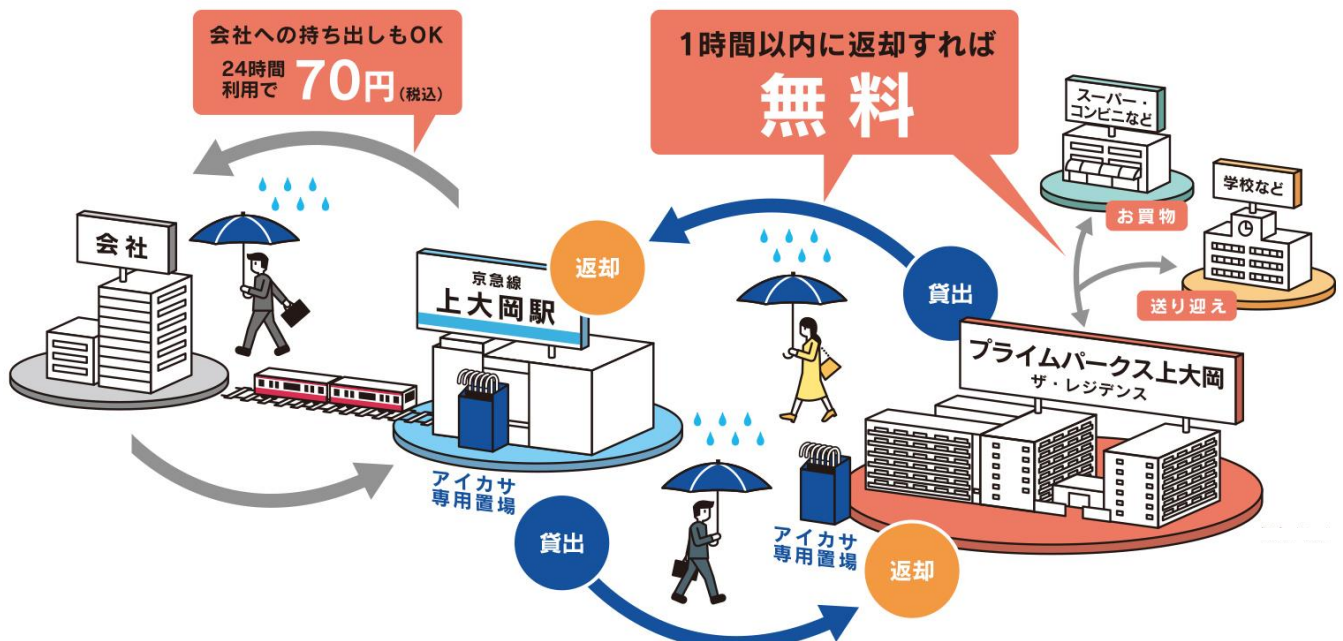 会社への持ち出しもOK
24時間
利用で 70円(税込)
1時間以内に返却すれば
無料
スーパー・
コンビニなど
お買物
学校など
送り迎え
会社
京急線
上大岡駅
返却
貸出
プライムパークス上大岡
ザ・レジデンス
アイカサ
専用置場
貸出
アイカサ
専用置場
返却